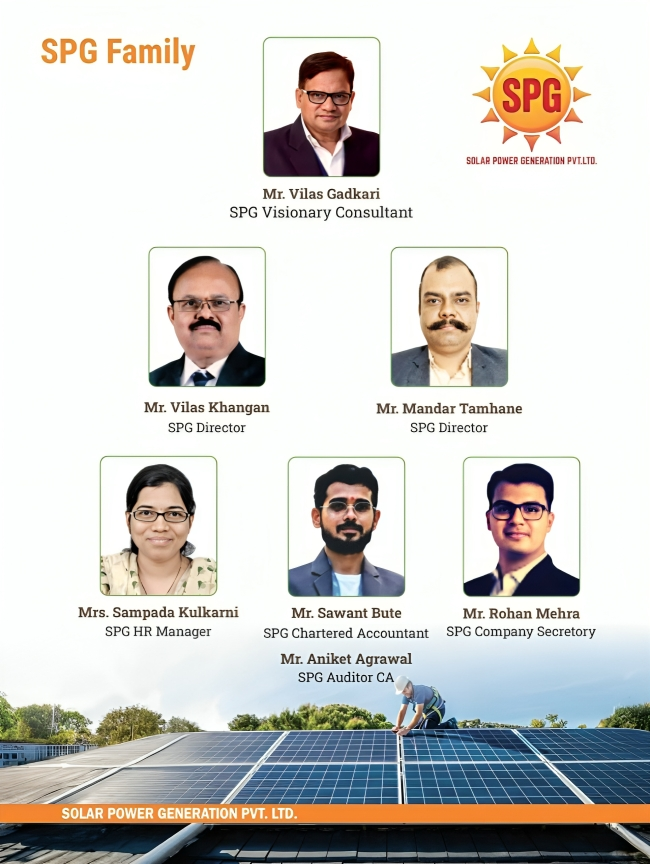 SPG Family
SPG
SOLAR POWER GENERATION PVT.LTD.
Mr. Vilas Gadkari
SPG Visionary Consultant
Mr. Vilas Khangan
SPG Director
Mr. Mandar Tamhane
SPG Director
Mrs. Sampada Kulkarni
SPG HR Manager
Mr. Sawant Bute
SPG Chartered Accountant
Mr. Rohan Mehra
SPG Company Secretory
Mr. Aniket Agrawal
SPG Auditor CA
SOLAR POWER GENERATION PVT. LTD.